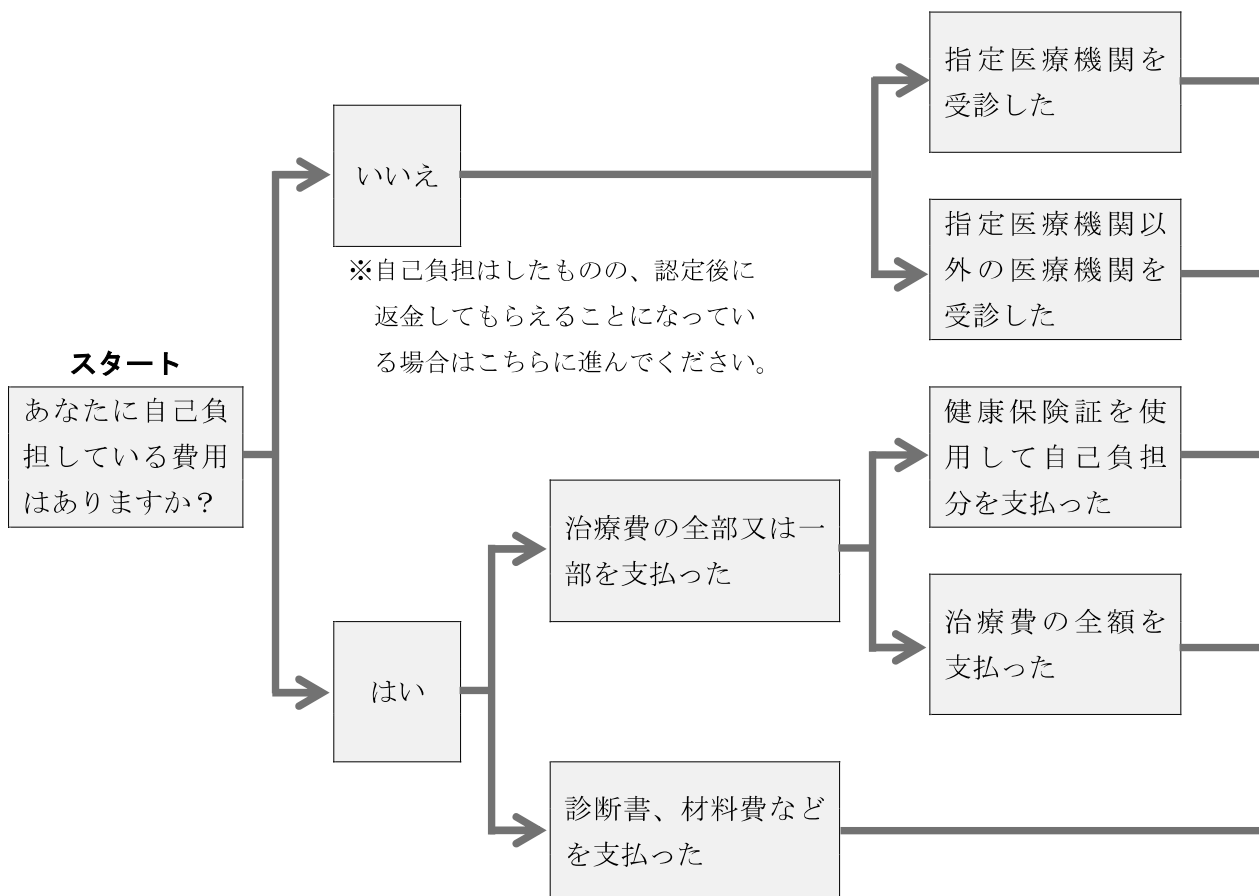 指定医療機関を
受診した
いいえ
指定医療機関以
外の医療機関を
受診した
※自己負担はしたものの、認定後に
返金してもらえることになってい
る場合はこちらに進んでください。
スタート
あなたに自己負
担している費用
はありますか？
健康保険証を使
用して自己負担
分を支払った
治療費の全部又は一
部を支払った
治療費の全額を
支払った
はい
診断書、材料費など
を支払った